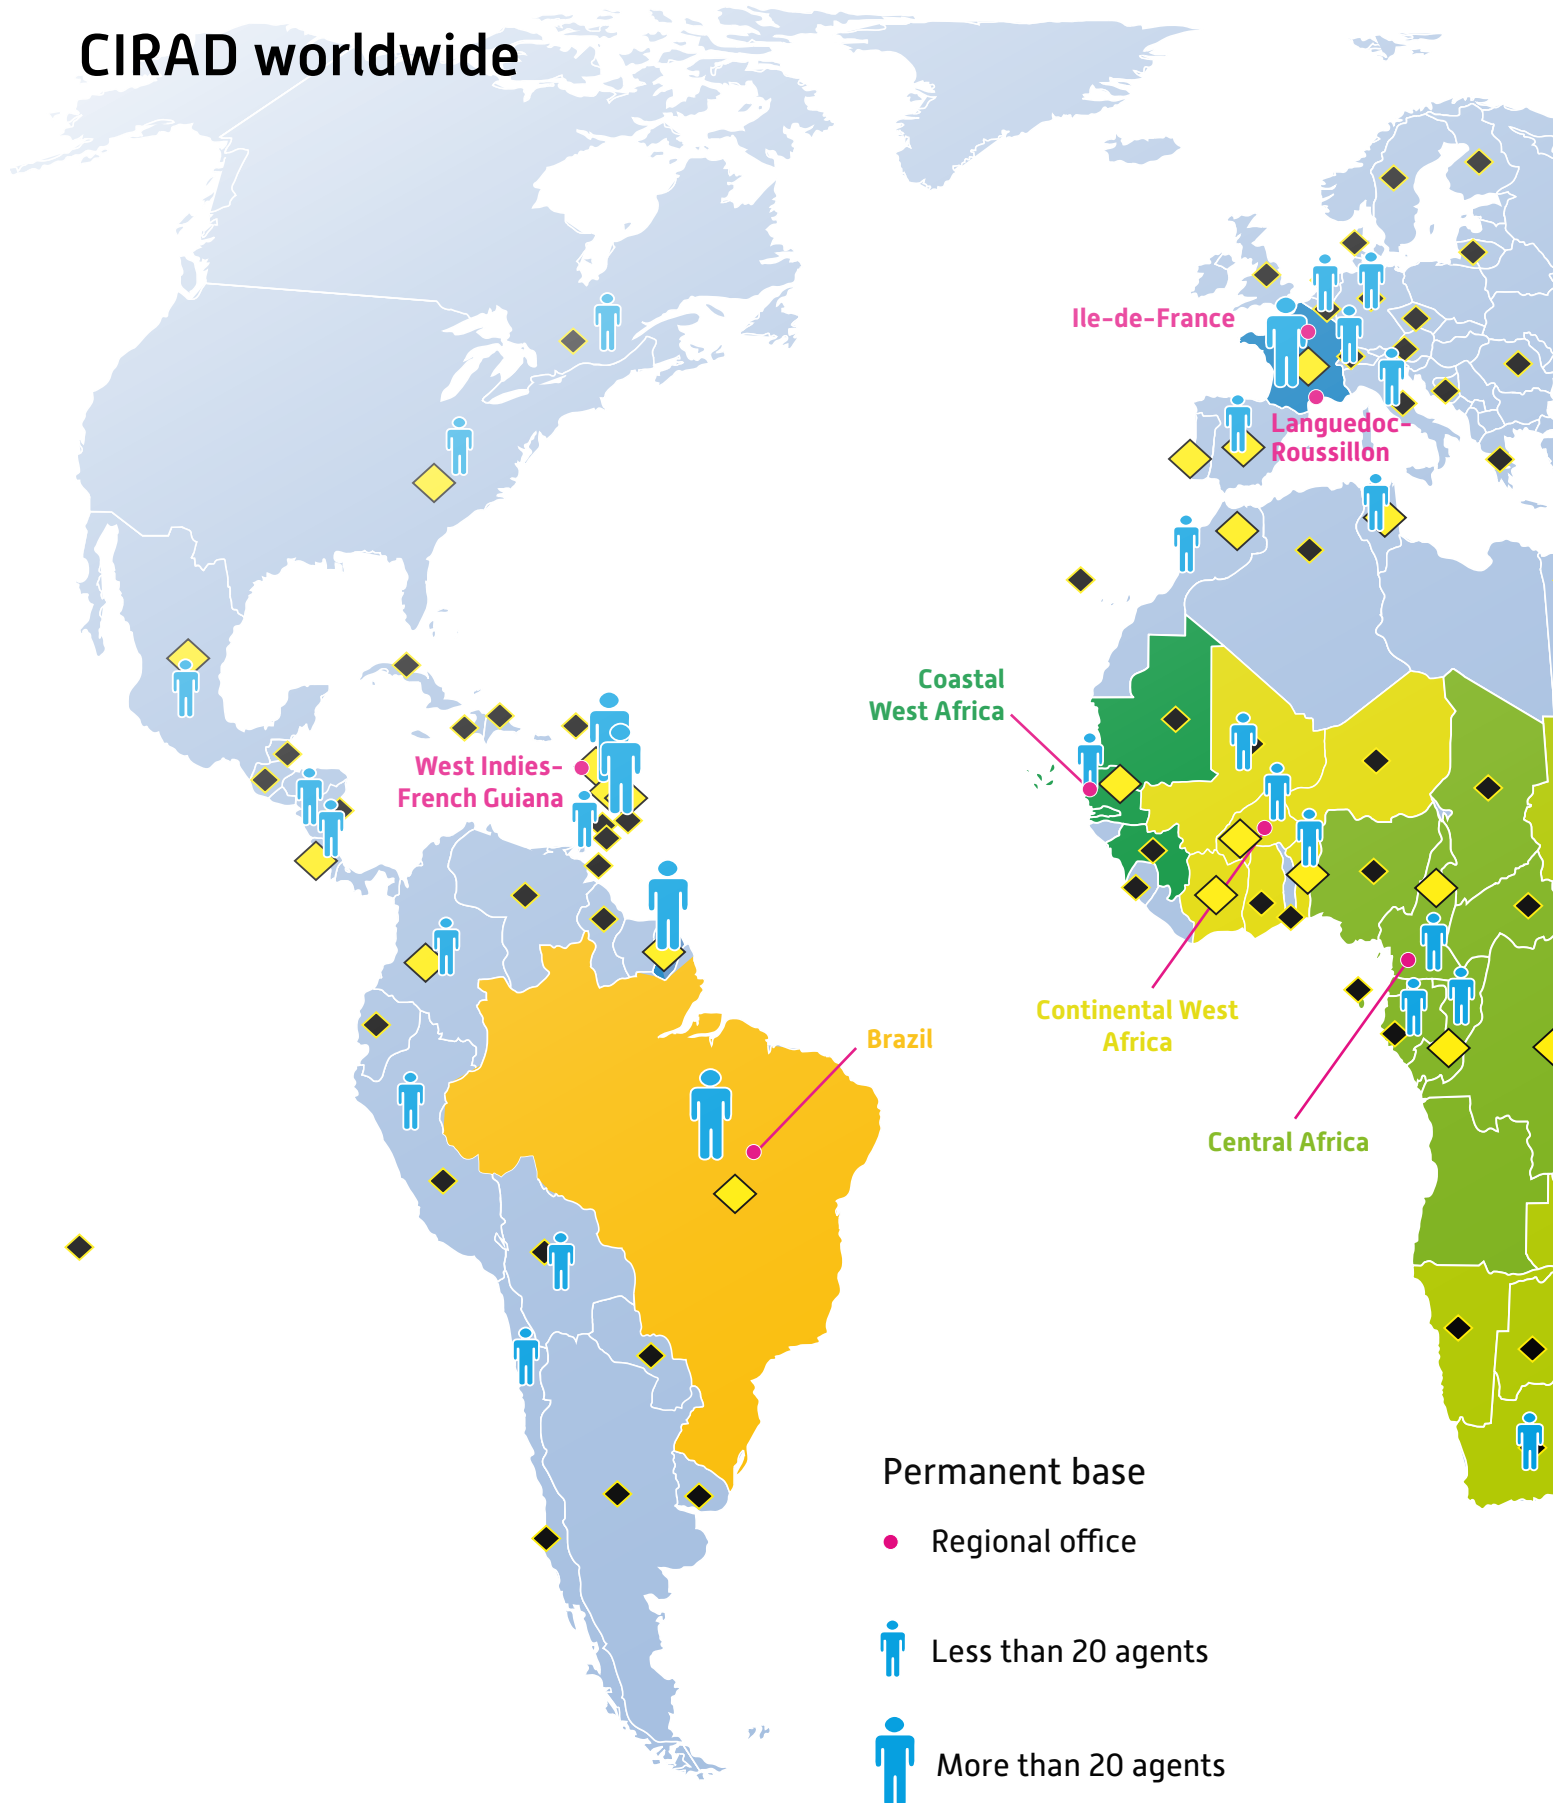 CIRAD worldwide
Ile-de-France
Languedoc-
Roussillon
Coastal
West Africa
West Indies-
French Guiana
Continental West
Africa
Brazil
Central Africa
Permanent base
Regional office
Less than 20 agents
More than 20 agents